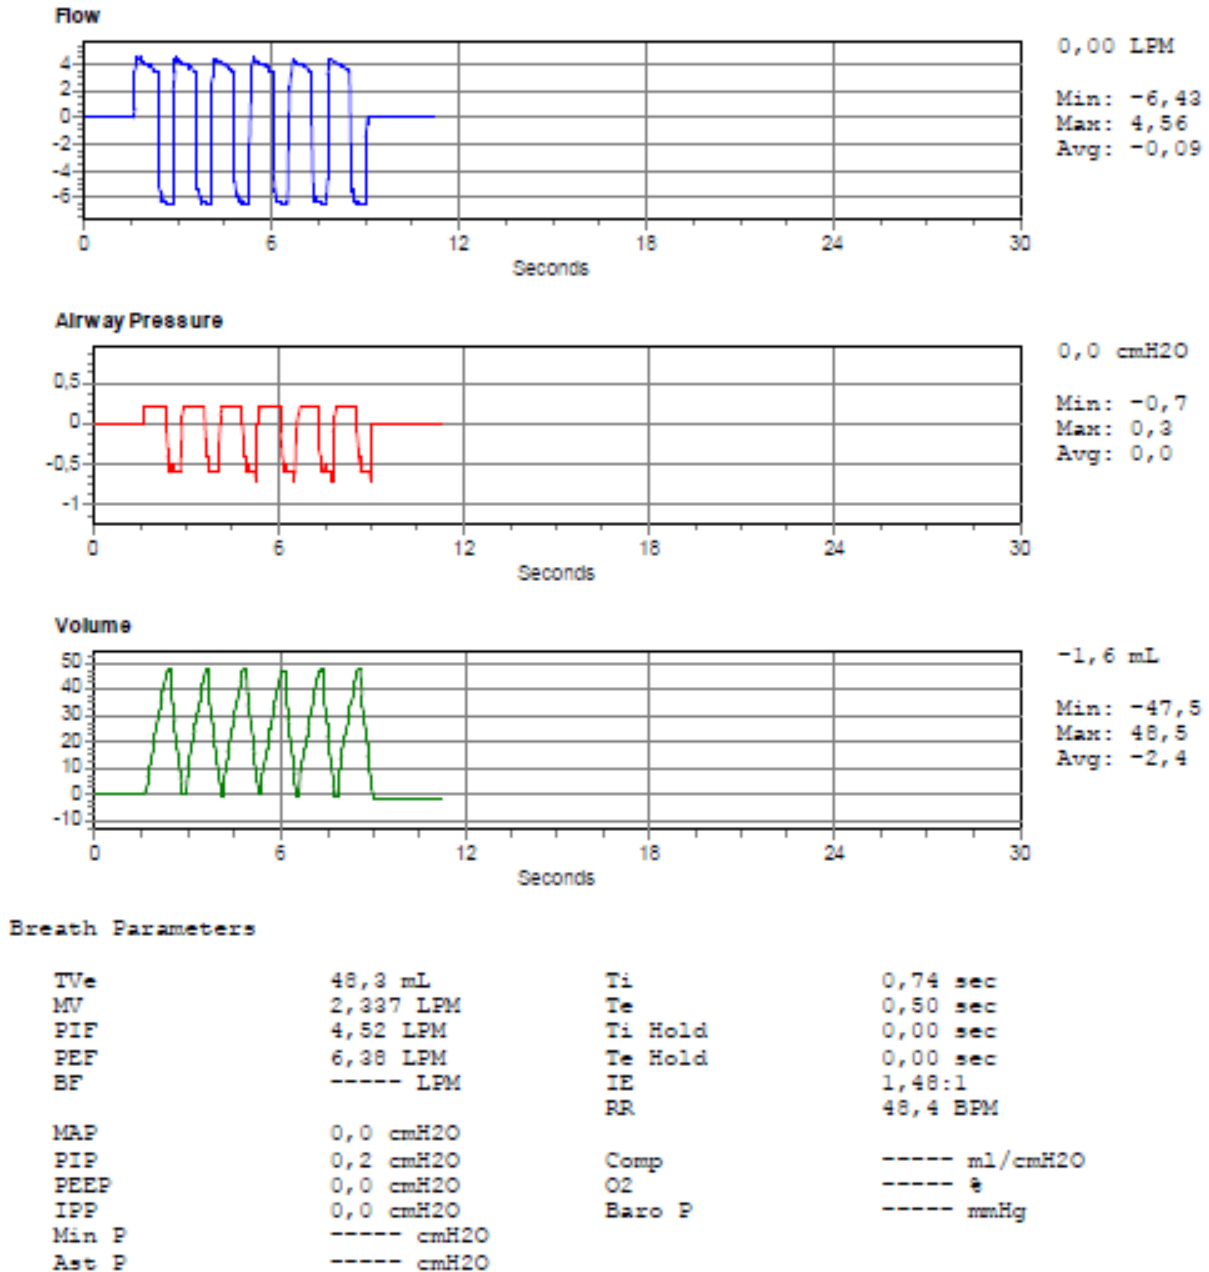 Flow
0,00 LPM
Min: -6,43
Max: 4,56
Avg: -0,09
4
2
0
-2
-4
-6
0 6 12 18 24 30
Seconds
Airway Pressure
0,0 cmH2O
Min: -0,7
Max: 0,3
Avg: 0,0
0,5
0
-0,5
-1
0 6 12 18 24 30
Seconds
Volume
-1,6 mL
Min: -47,5
Max: 48,5
Avg: -2,4
50
40
30
20
10
0
-10
0 6 12 18 24 30
Seconds
Breath Parameters
TVe 48,3 mL Ti 0,74 sec
MV 2,337 LPM Te 0,50 sec
PIF 4,52 LPM Ti Hold 0,00 sec
PEF 6,38 LPM Te Hold 0,00 sec
BF ----- LPM IE 1,48:1
RR 48,4 BPM
MAP 0,0 cmH2O
PIP 0,2 cmH2O Comp ----- ml/cmH2O
PEEP 0,0 cmH2O O2 ----- %
IPP 0,0 cmH2O Baro P ----- mmHg
Min P ----- cmH2O
Ast P ----- cmH2O